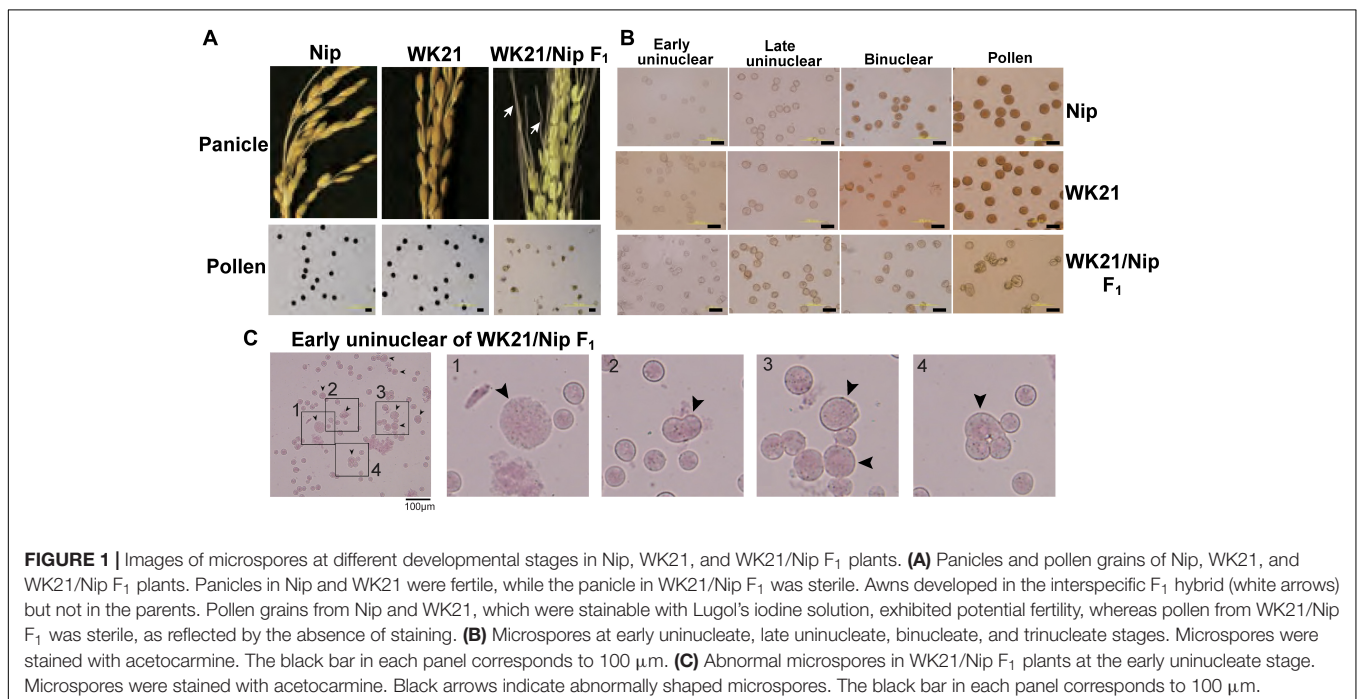 A
Nip
WK21
WK21/Nip F₁
Panicle
Pollen
B
Early uninuclear
Late uninuclear
Binuclear
Pollen
Nip
WK21
WK21/Nip F₁
C
Early uninuclear of WK21/Nip F₁
1
2
3
4
100μm
1
2
3
4
FIGURE 1 | Images of microspores at different developmental stages in Nip, WK21, and WK21/Nip F₁ plants. (A) Panicles and pollen grains of Nip, WK21, and
WK21/Nip F₁ plants. Panicles in Nip and WK21 were fertile, while the panicle in WK21/Nip F₁ was sterile. Awns developed in the interspecific F₁ hybrid (white arrows)
but not in the parents. Pollen grains from Nip and WK21, which were stainable with Lugol's iodine solution, exhibited potential fertility, whereas pollen from WK21/Nip
F₁ was sterile, as reflected by the absence of staining. (B) Microspores at early uninucleate, late uninucleate, binucleate, and trinucleate stages. Microspores were
stained with acetocarmine. The black bar in each panel corresponds to 100 μm. (C) Abnormal microspores in WK21/Nip F₁ plants at the early uninucleate stage.
Microspores were stained with acetocarmine. Black arrows indicate abnormally shaped microspores. The black bar in each panel corresponds to 100 μm.